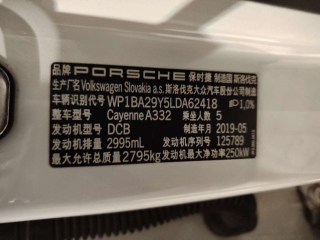 品牌 PORSCHE 保时捷 制造国 斯洛伐克
生产厂名 Volkswagen Slovakia a.s. 斯洛伐克大众汽车股份公司制造
车辆识别代号 WP1BA29Y5LDA62418 1,0%
整车型号 Cayenne A332 乘坐人数 5
发动机型号 DCB 制造年月 2019-05
发动机排量 2995mL 发动机序列号 125789
最大允许总质量 2795kg 发动机最大净功率 250kW